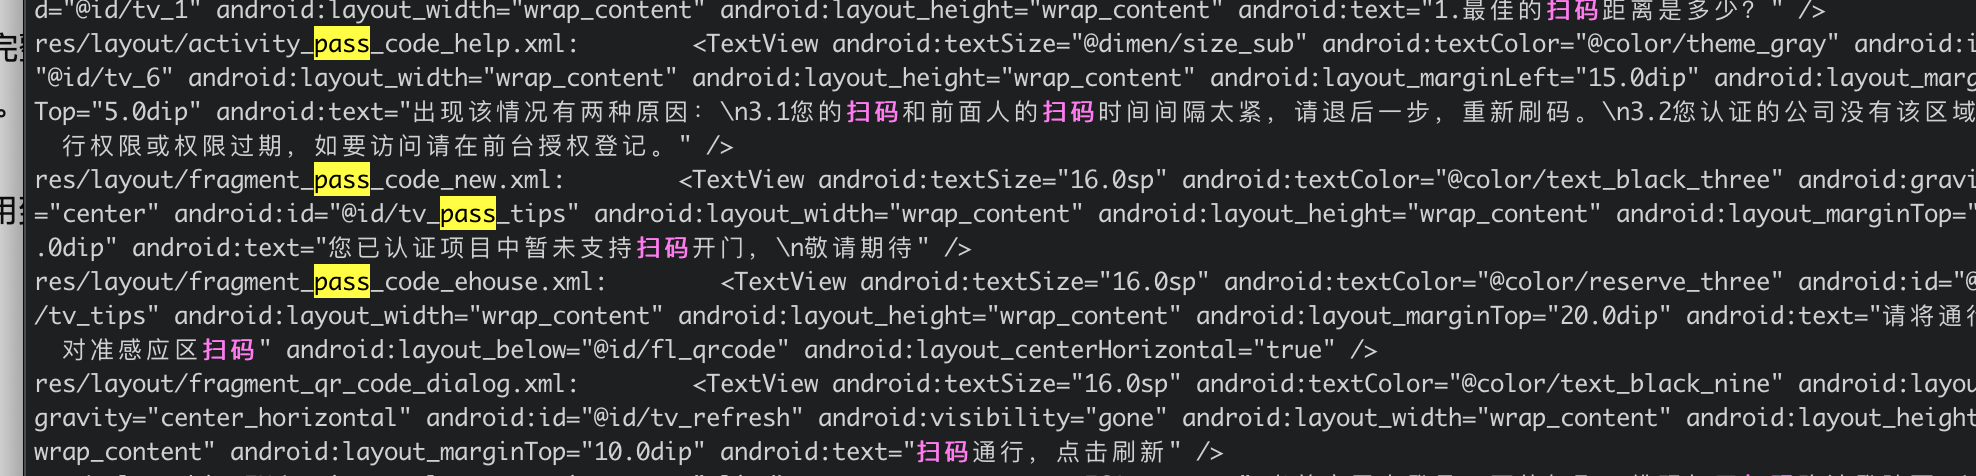 d="@id/tv_1" android:layout_width="wrap_content" android:layout_height="wrap_content" android:text="1.最佳的扫码距离是多少？" />
res/layout/activity_pass_code_help.xml:        <TextView android:textSize="@dimen/size_sub" android:textColor="@color/theme_gray" android:i
"@id/tv_6" android:layout_width="wrap_content" android:layout_height="wrap_content" android:layout_marginLeft="15.0dip" android:layout_marg
Top="5.0dip" android:text="出现该情况有两种原因：\n3.1您的扫码和前面人的扫码时间间隔太紧，请退后一步，重新刷码。\n3.2您认证的公司没有该区域
行权限或权限过期，如要访问请在前台授权登记。" />
res/layout/fragment_pass_code_new.xml:        <TextView android:textSize="16.0sp" android:textColor="@color/text_black_three" android:gravi
="center" android:id="@id/tv_pass_tips" android:layout_width="wrap_content" android:layout_height="wrap_content" android:layout_marginTop="
.0dip" android:text="您已认证项目中暂未支持扫码开门，\n敬请期待" />
res/layout/fragment_pass_code_ehouse.xml:        <TextView android:textSize="16.0sp" android:textColor="@color/reserve_three" android:id="@
/tv_tips" android:layout_width="wrap_content" android:layout_height="wrap_content" android:layout_marginTop="20.0dip" android:text="请将通行
对准感应区扫码" android:layout_below="@id/fl_qrcode" android:layout_centerHorizontal="true" />
res/layout/fragment_qr_code_dialog.xml:        <TextView android:textSize="16.0sp" android:textColor="@color/text_black_nine" android:layou
gravity="center_horizontal" android:id="@id/tv_refresh" android:visibility="gone" android:layout_width="wrap_content" android:layout_height
wrap_content" android:layout_marginTop="10.0dip" android:text="扫码通行，点击刷新" />